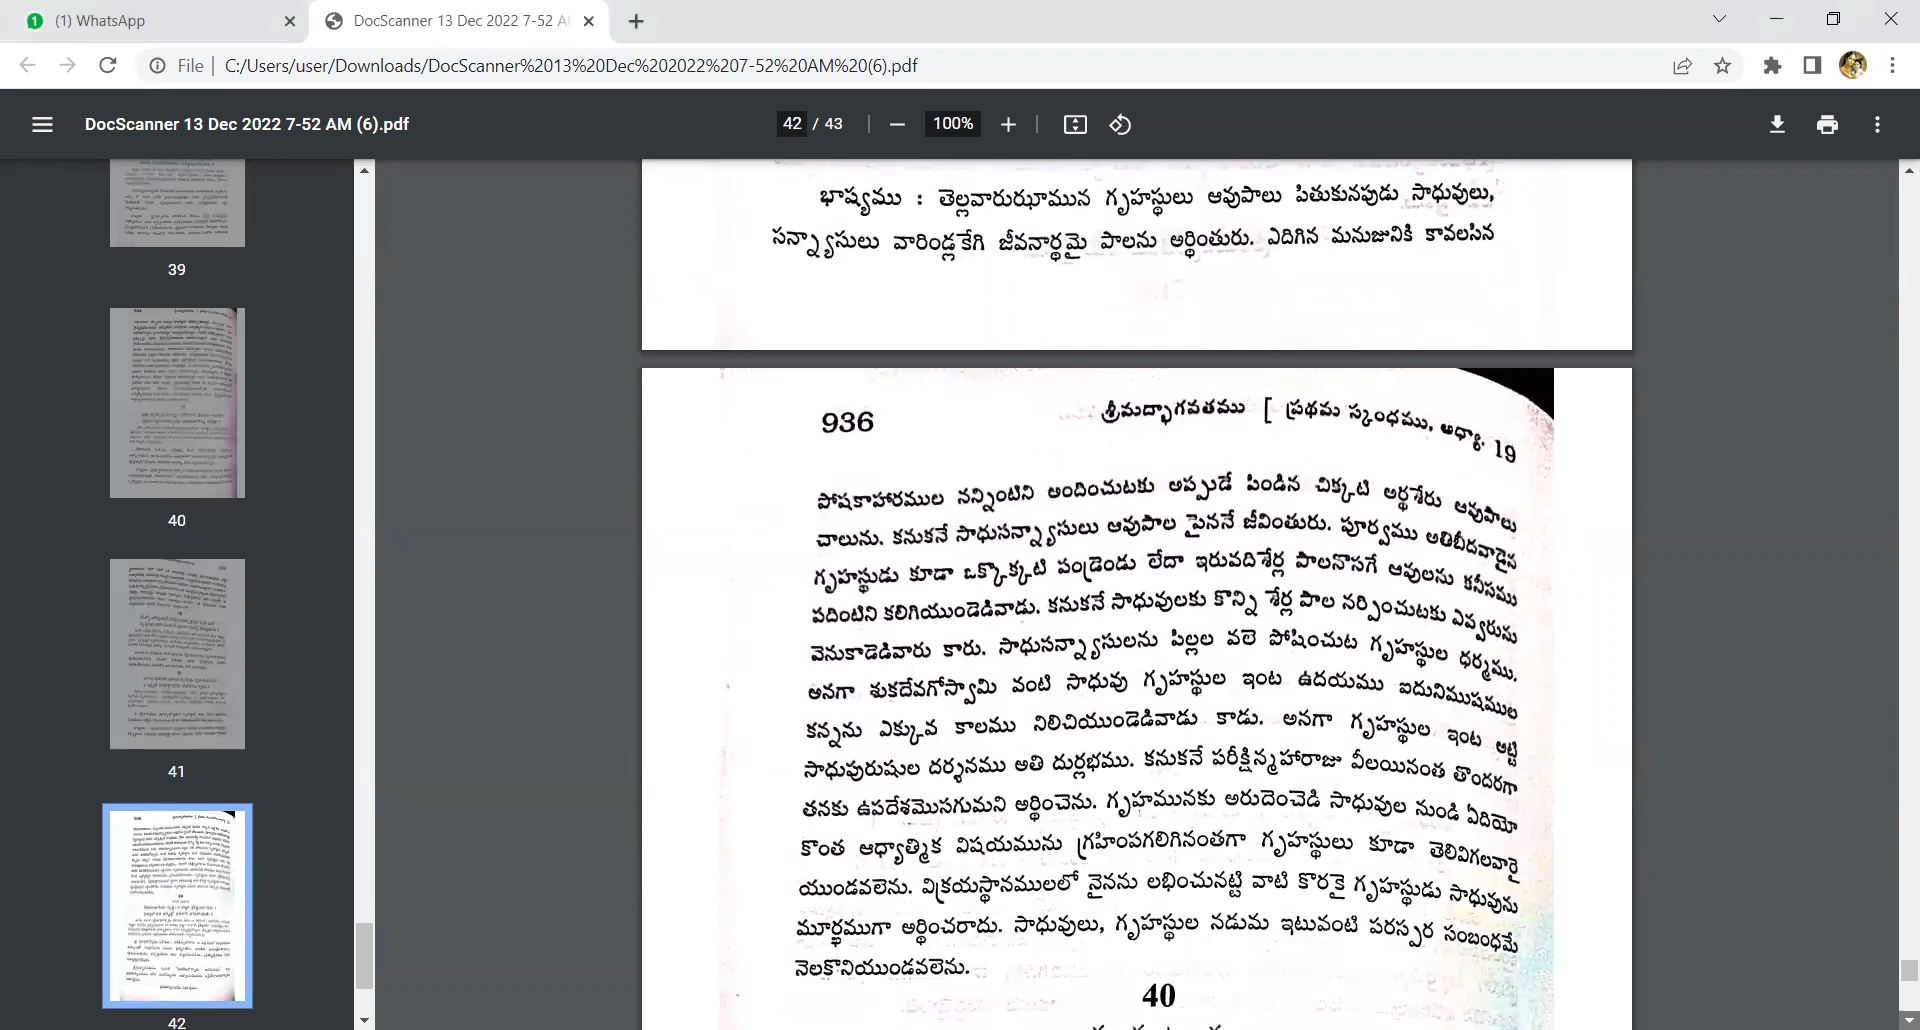 (1) WhatsApp
DocScanner 13 Dec 2022 7-52 A
File
C:/Users/user/Downloads/DocScanner%2013%20Dec%202022%207-52%20AM%20(6).pdf
DocScanner 13 Dec 2022 7-52 AM (6).pdf
42 / 43
100%
39
40
41
42
భాష్యము : తెల్లవారుఝామున గృహస్థులు ఆవుపాలు పితుకునపుడు సాధువులు,
సన్న్యాసులు వారిండ్లకేగి జీవనార్థమై పాలను అర్థింతురు. ఎదిగిన మనుజునికి కావలసిన
936
శ్రీమద్భాగవతము [ ప్రథమ స్కంధము, అధ్యా. 19
పోషకాహారముల నన్నింటిని అందించుటకు అప్పుడే పిండిన చిక్కటి అర్థశేరు ఆవుపాలు
చాలును. కనుకనే సాధుసన్న్యాసులు ఆవుపాల పైననే జీవింతురు. పూర్వము అతిబీదవాడైన
గృహస్థుడు కూడా ఒక్కొక్కటి పండ్రెండు లేదా ఇరువదిశేర్ల పాలనొసగే ఆవులను కనీసము
పదింటిని కలిగియుండెడివాడు. కనుకనే సాధువులకు కొన్ని శేర్ల పాల నర్పించుటకు ఎవ్వరును
వెనుకాడెడివారు కారు. సాధుసన్న్యాసులను పిల్లల వలె పోషించుట గృహస్థుల ధర్మము.
అనగా శుకదేవగోస్వామి వంటి సాధువు గృహస్థుల ఇంట ఉదయము ఐదునిముషముల
కన్నను ఎక్కువ కాలము నిలిచియుండెడివాడు కాడు. అనగా గృహస్థుల ఇంట అట్టి
సాధుపురుషుల దర్శనము అతి దుర్లభము. కనుకనే పరీక్షిన్మహారాజు వీలయినంత తొందరగా
తనకు ఉపదేశమొసగుమని అర్థించెను. గృహమునకు అరుదెంచెడి సాధువుల నుండి ఏదియో
కొంత ఆధ్యాత్మిక విషయమును గ్రహింపగలిగినంతగా గృహస్థులు కూడా తెలివిగలవారై
యుండవలెను. విక్రయస్థానములలో నైనను లభించునట్టి వాటి కొరకై గృహస్థుడు సాధువును
మూర్ఖముగా అర్థించరాదు. సాధువులు, గృహస్థుల నడుమ ఇటువంటి పరస్పర సంబంధమే
నెలకొనియుండవలెను.
40